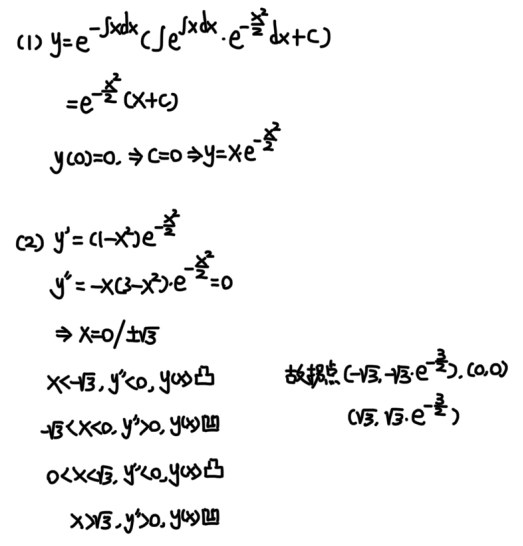 (1) y=e^{-∫xdx}(∫e^{∫xdx}·e^{-x²/2}dx+C)
=e^{-x²/2}(x+C)
y(0)=0, ⇒ C=0 ⇒ y=x·e^{-x²/2}
(2) y'=(1-x²)e^{-x²/2}
y''=-x(3-x²)·e^{-x²/2}=0
⇒ x=0/±√3
x<-√3, y''<0, y(x)凸
-√3<x<0, y''>0, y(x)凹
0<x<√3, y''<0, y(x)凸
x>√3, y''>0, y(x)凹
故拐点(-√3, -√3·e^{-3/2}), (0,0)
(√3, √3·e^{-3/2})